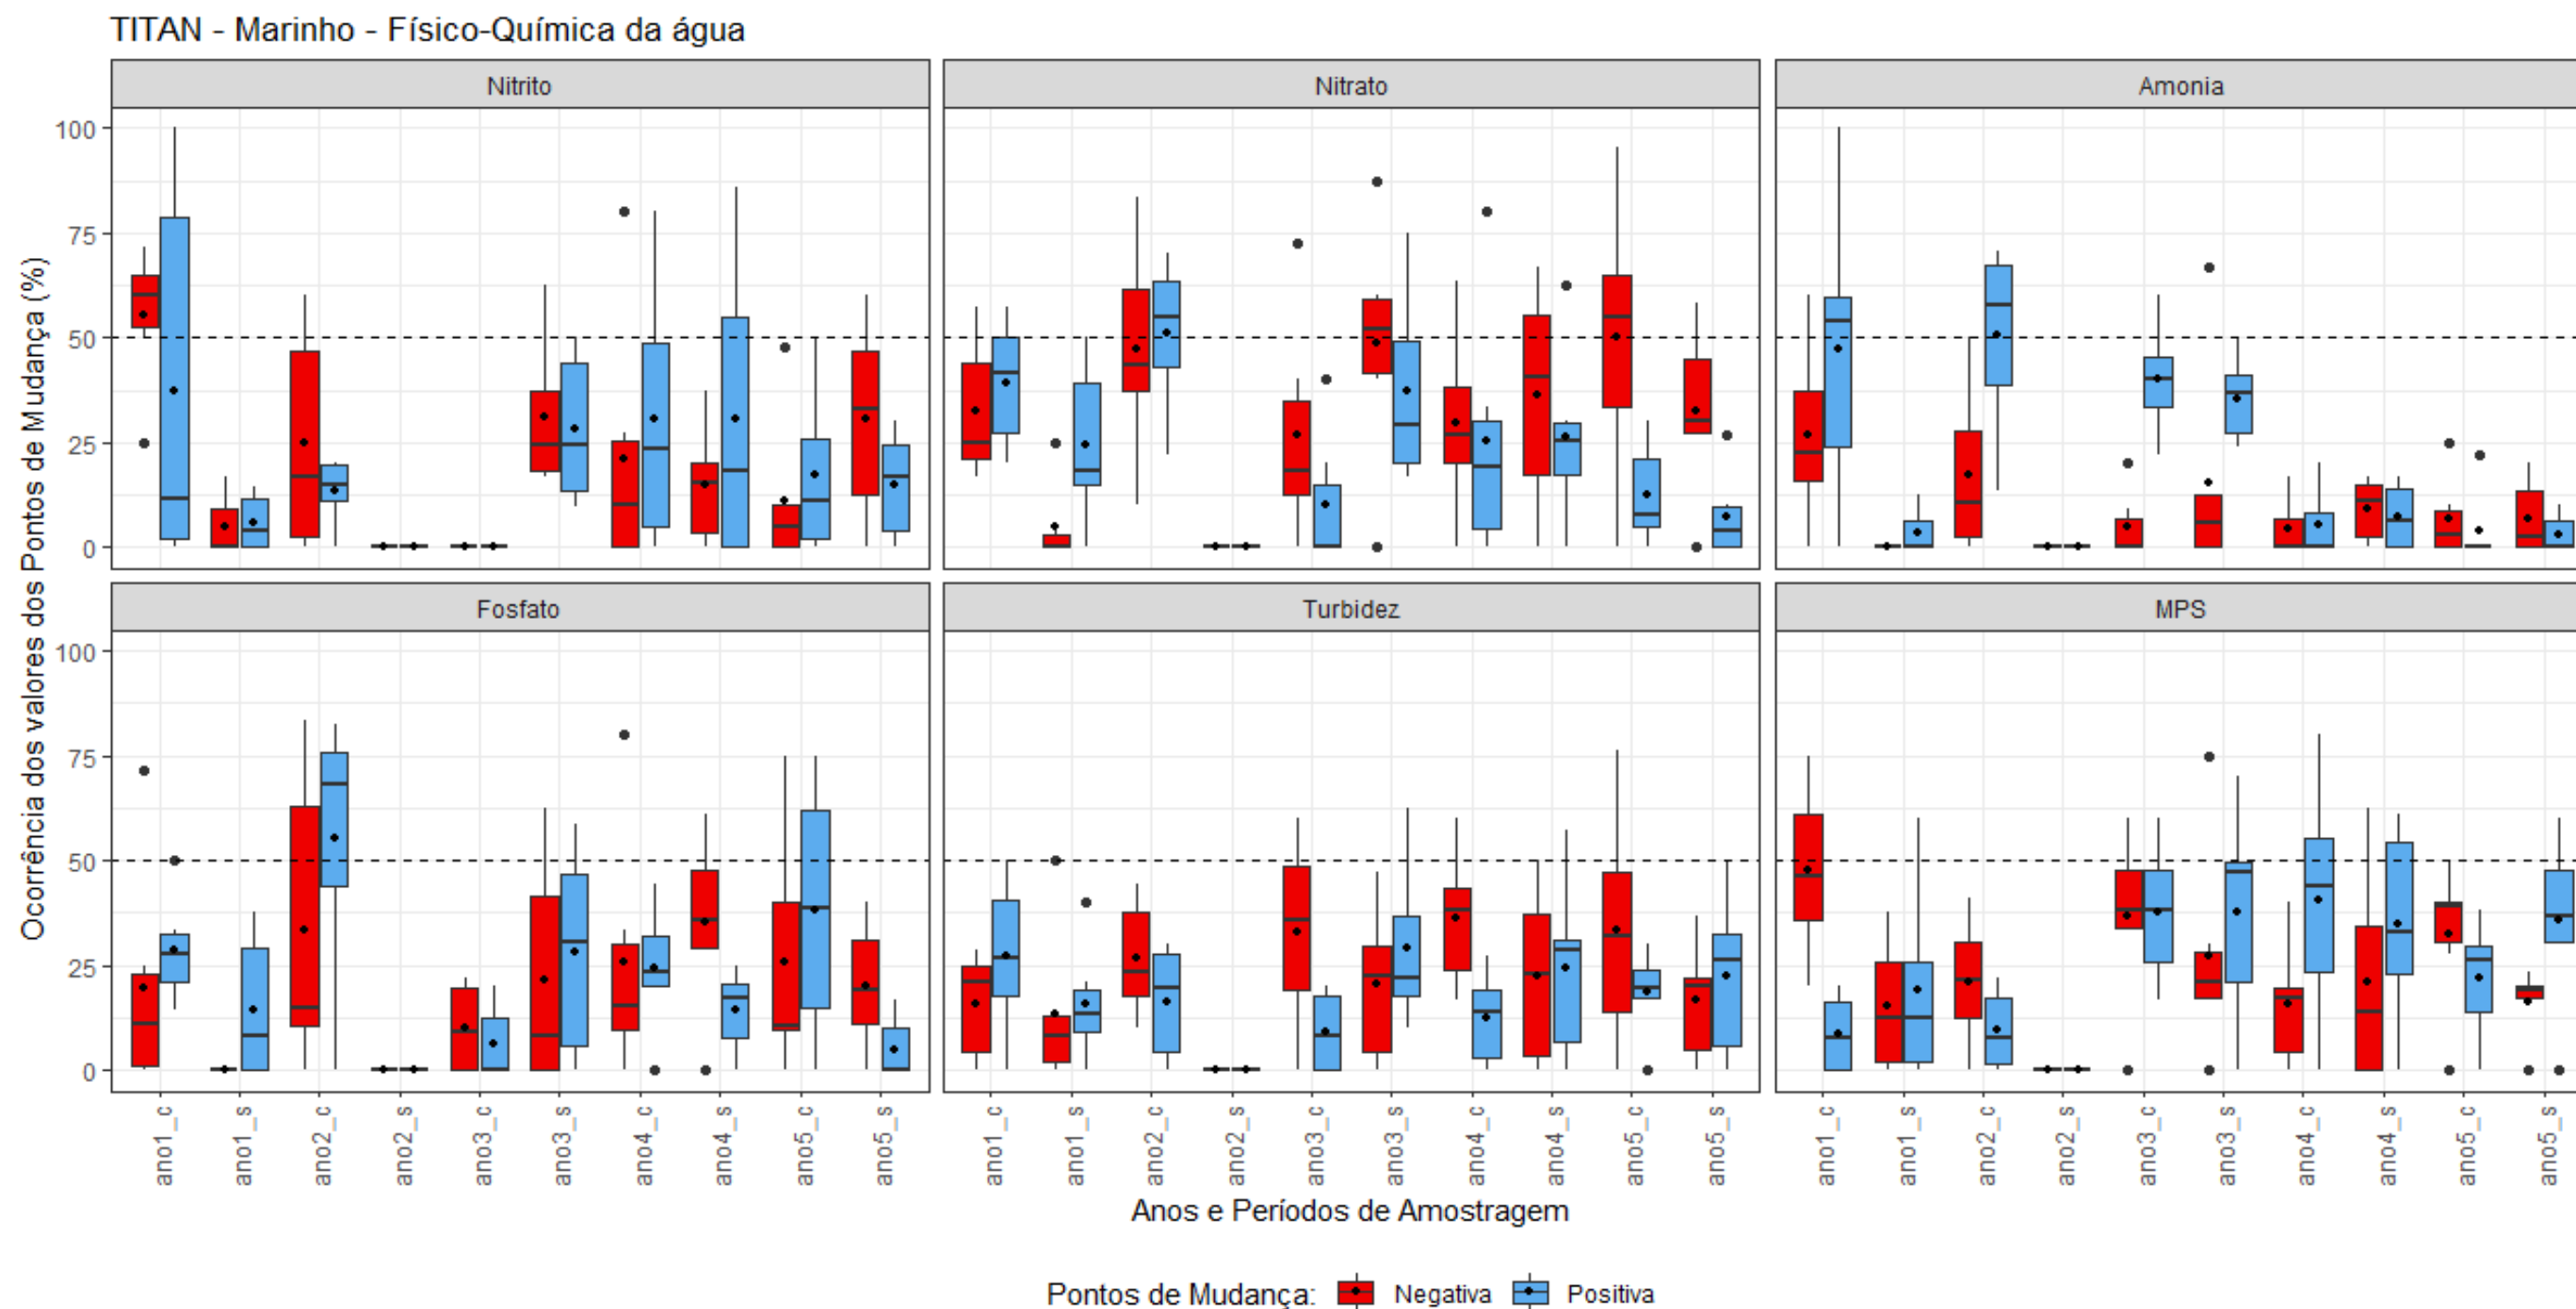 TITAN - Marinho - Físico-Química da água
Nitrito
Nitrato
Amonia
100
75
50
25
0
Fosfato
Turbidez
MPS
100
75
50
25
0
Ocorrência dos valores dos Pontos de Mudança (%)
ano1_c ano1_s ano2_c ano2_s ano3_c ano3_s ano4_c ano4_s ano5_c ano5_s
ano1_c ano1_s ano2_c ano2_s ano3_c ano3_s ano4_c ano4_s ano5_c ano5_s
ano1_c ano1_s ano2_c ano2_s ano3_c ano3_s ano4_c ano4_s ano5_c ano5_s
Anos e Períodos de Amostragem
Pontos de Mudança: Negativa Positiva